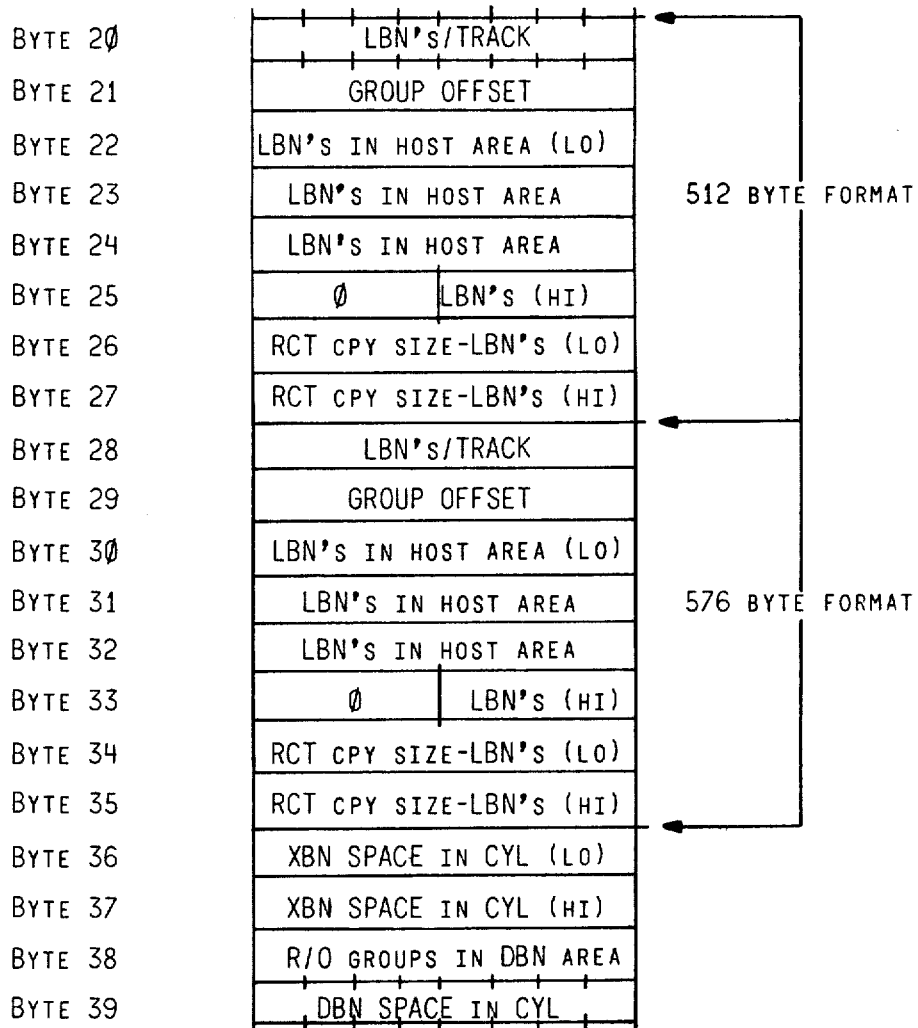 BYTE 2Ø LBN'S/TRACK
BYTE 21 GROUP OFFSET
BYTE 22 LBN'S IN HOST AREA (LO)
BYTE 23 LBN'S IN HOST AREA 512 BYTE FORMAT
BYTE 24 LBN'S IN HOST AREA
BYTE 25 Ø LBN'S (HI)
BYTE 26 RCT CPY SIZE-LBN'S (LO)
BYTE 27 RCT CPY SIZE-LBN'S (HI)
BYTE 28 LBN'S/TRACK
BYTE 29 GROUP OFFSET
BYTE 3Ø LBN'S IN HOST AREA (LO)
BYTE 31 LBN'S IN HOST AREA 576 BYTE FORMAT
BYTE 32 LBN'S IN HOST AREA
BYTE 33 Ø LBN'S (HI)
BYTE 34 RCT CPY SIZE-LBN'S (LO)
BYTE 35 RCT CPY SIZE-LBN'S (HI)
BYTE 36 XBN SPACE IN CYL (LO)
BYTE 37 XBN SPACE IN CYL (HI)
BYTE 38 R/O GROUPS IN DBN AREA
BYTE 39 DBN SPACE IN CYL